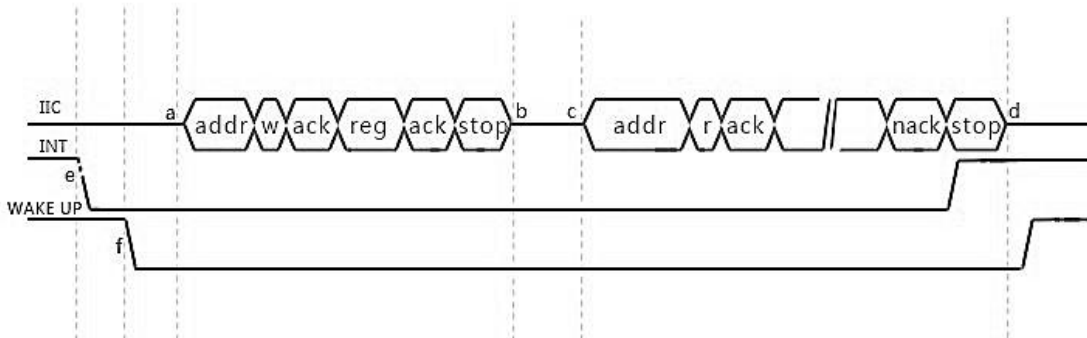 IIC
a addr w ack reg ack stop b c addr r ack nack stop d
INT
e
WAKE UP
f